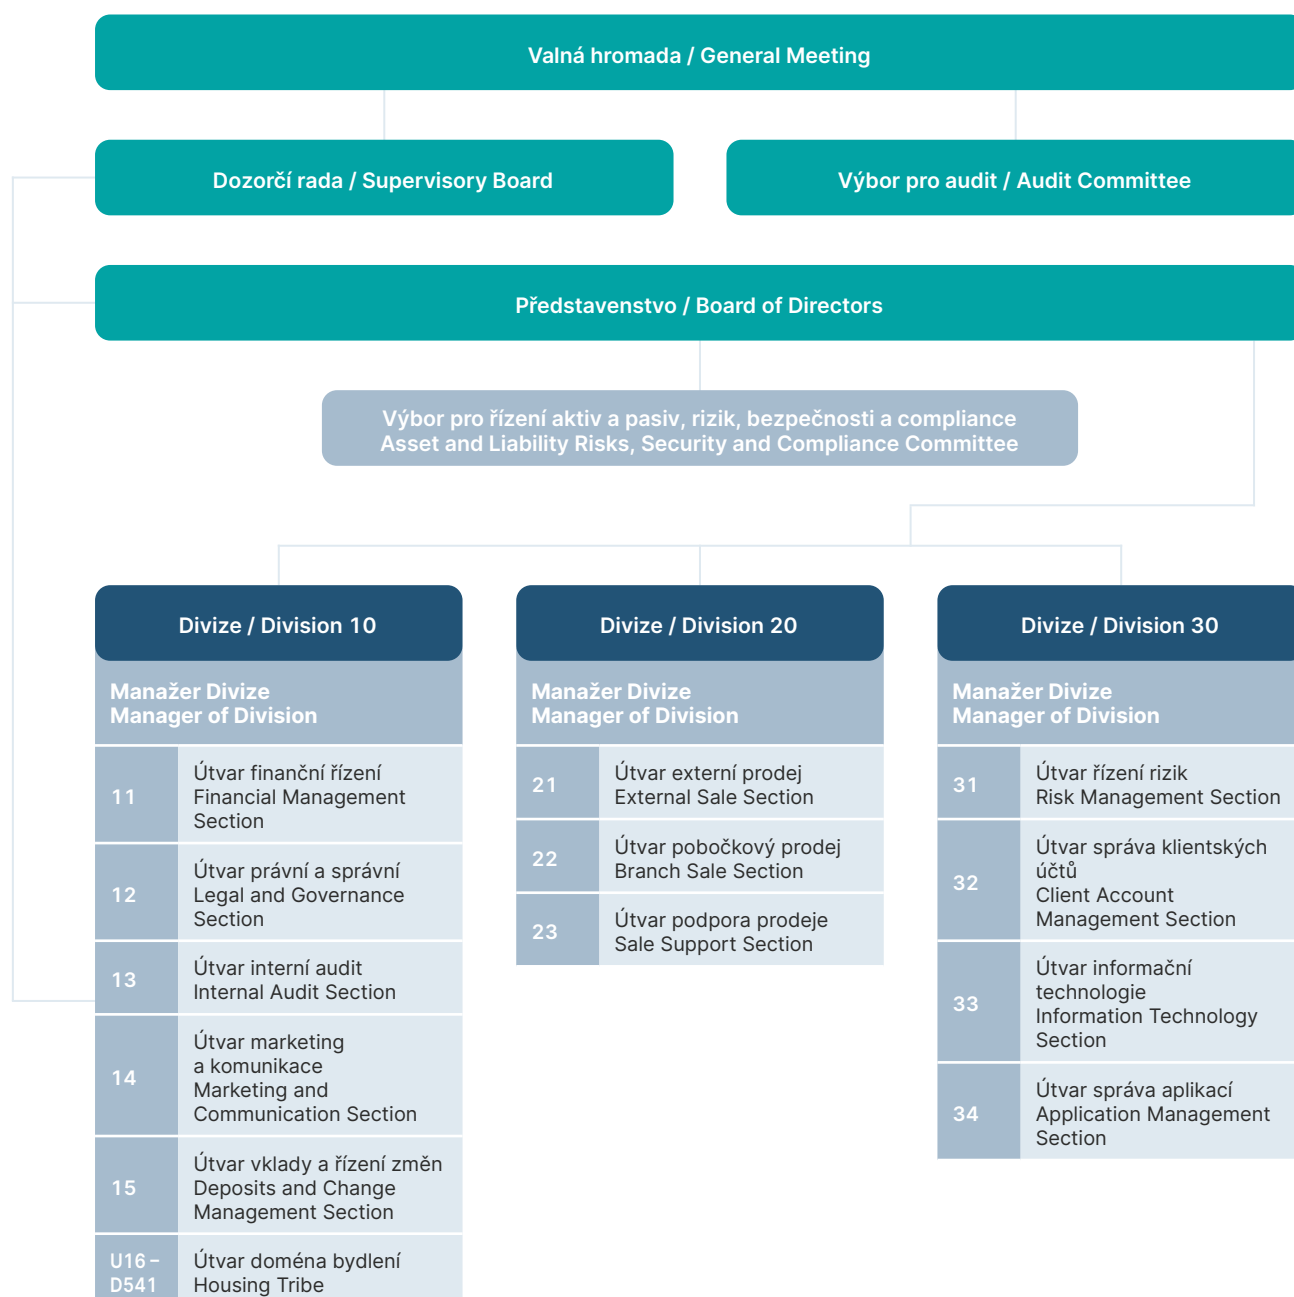 Valná hromada / General Meeting
Dozorčí rada / Supervisory Board
Výbor pro audit / Audit Committee
Představenstvo / Board of Directors
Výbor pro řízení aktiv a pasiv, rizik, bezpečnosti a compliance
Asset and Liability Risks, Security and Compliance Committee
Divize / Division 10
Manažer Divize
Manager of Division
11
Útvar finanční řízení
Financial Management
Section
12
Útvar právní a správní
Legal and Governance
Section
13
Útvar interní audit
Internal Audit Section
14
Útvar marketing
a komunikace
Marketing and
Communication Section
15
Útvar vklady a řízení změn
Deposits and Change
Management Section
U16 –
D541
Útvar doména bydlení
Housing Tribe
Divize / Division 20
Manažer Divize
Manager of Division
21
Útvar externí prodej
External Sale Section
22
Útvar pobočkový prodej
Branch Sale Section
23
Útvar podpora prodeje
Sale Support Section
Divize / Division 30
Manažer Divize
Manager of Division
31
Útvar řízení rizik
Risk Management Section
32
Útvar správa klientských
účtů
Client Account
Management Section
33
Útvar informační
technologie
Information Technology
Section
34
Útvar správa aplikací
Application Management
Section